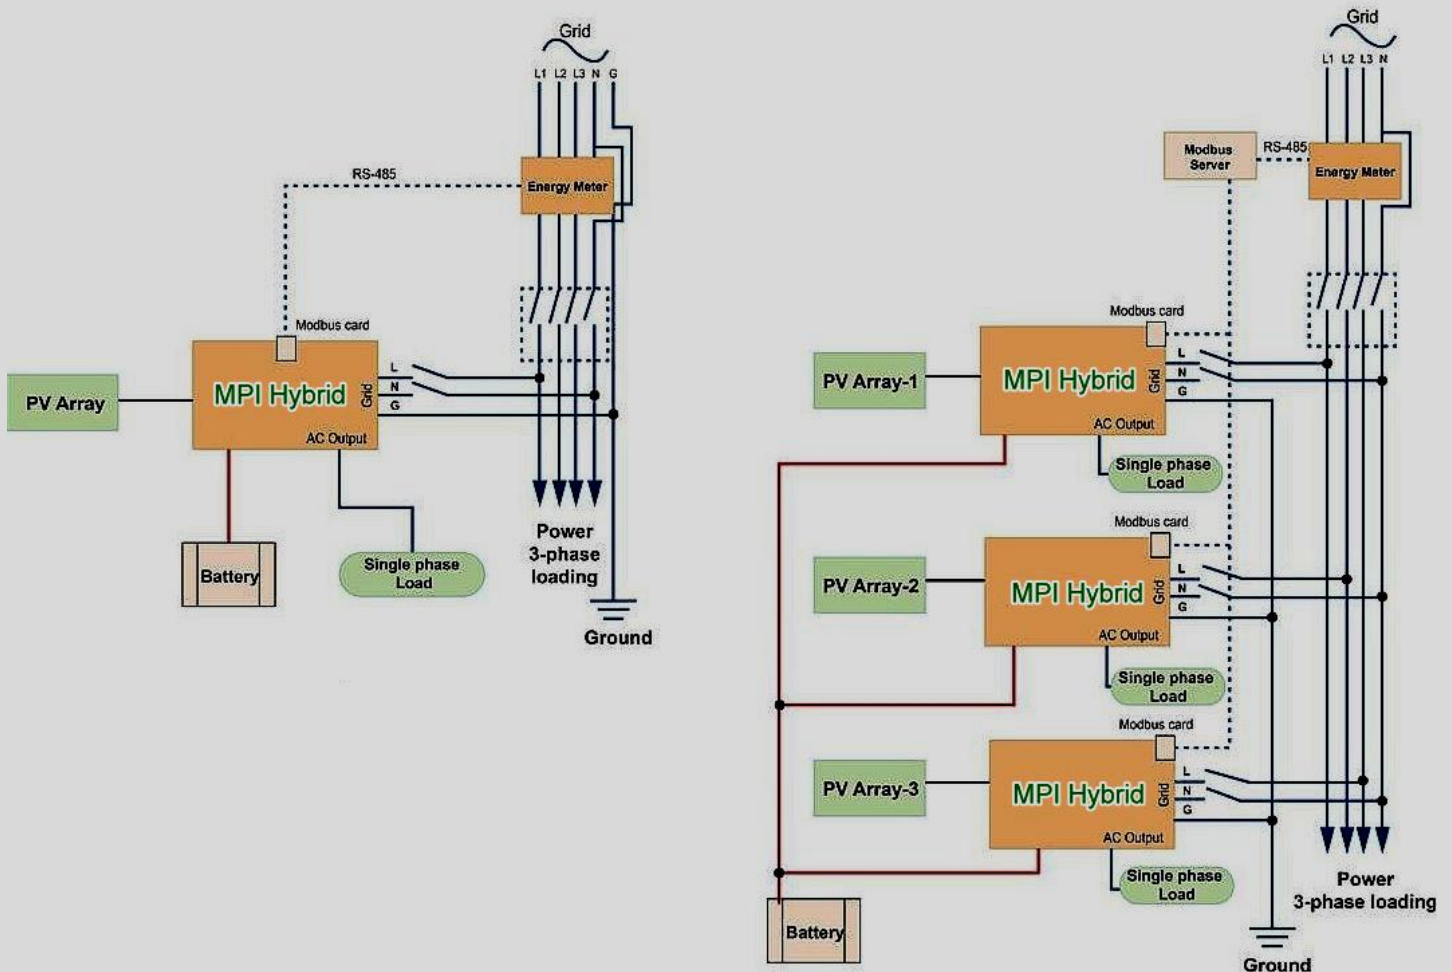 Grid
L1 L2 L3 N G
Energy Meter
RS-485
Modbus card
MPI Hybrid
L
N
G
Grid
AC Output
PV Array
Battery
Single phase
Load
Power
3-phase
loading
Ground
Grid
L1 L2 L3 N
Modbus
Server
RS-485
Energy Meter
Modbus card
PV Array-1
MPI Hybrid
L
N
G
Grid
AC Output
Single phase
Load
Modbus card
PV Array-2
MPI Hybrid
L
N
G
Grid
AC Output
Single phase
Load
Modbus card
PV Array-3
MPI Hybrid
L
N
G
Grid
AC Output
Single phase
Load
Battery
Power
3-phase loading
Ground